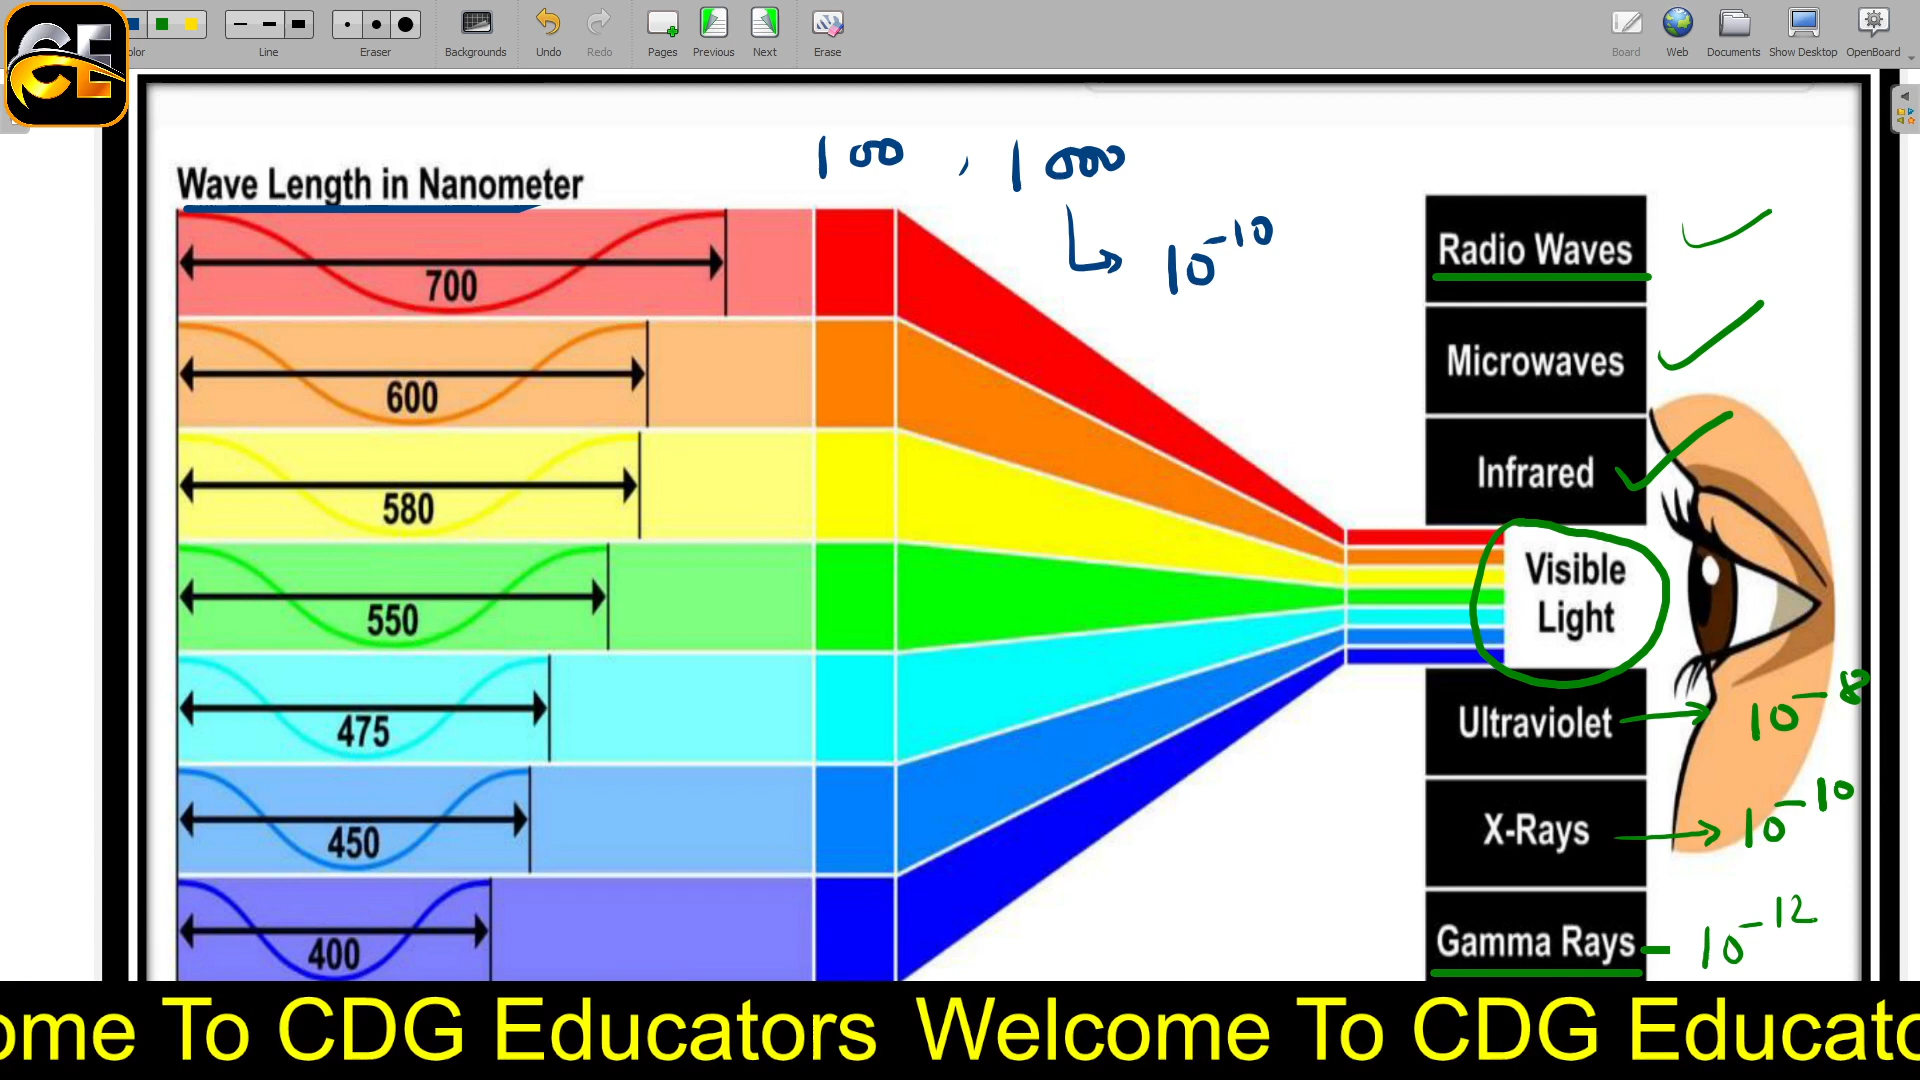 CE
Color
Line
Eraser
Backgrounds
Undo
Redo
Pages
Previous
Next
Erase
Board
Web
Documents
Show Desktop
OpenBoard
Wave Length in Nanometer
100 , 1000
10⁻¹⁰
700
600
580
550
475
450
400
Radio Waves
Microwaves
Infrared
Visible
Light
Ultraviolet
10⁻⁸
X-Rays
10⁻¹⁰
Gamma Rays
10⁻¹²
ome To CDG Educators Welcome To CDG Educato